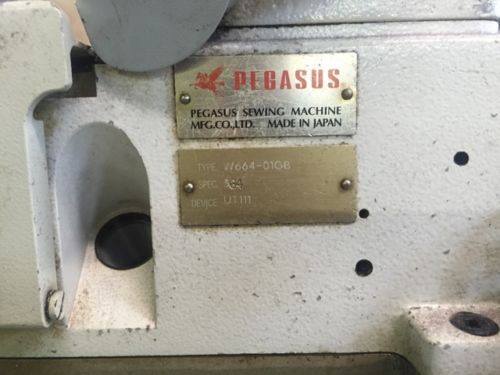 PEGASUS
PEGASUS SEWING MACHINE
MFG.CO.,LTD. MADE IN JAPAN
TYPE W664-01GB
SPEC.
DEVICE UT111